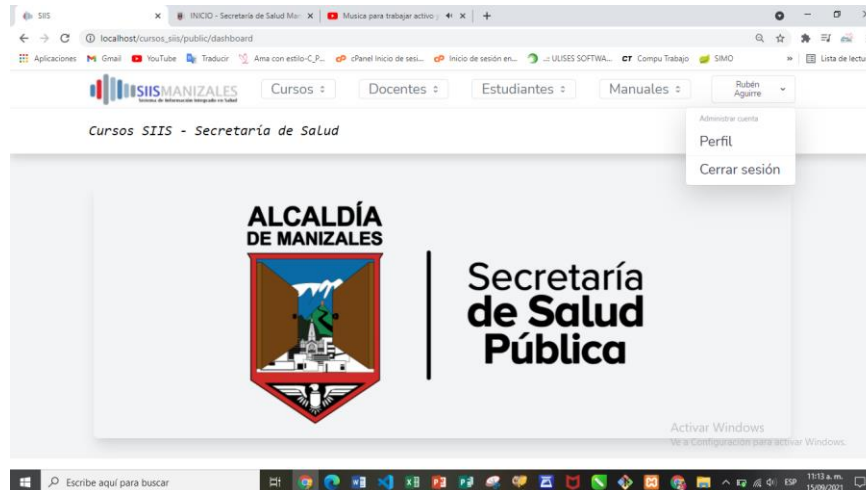 SIIS
INICIO - Secretaría de Salud Man
Musica para trabajar activo y
localhost/cursos_siis/public/dashboard
Aplicaciones
Gmail
YouTube
Traducir
Ama con estilo-C_P...
cPanel Inicio de sesi...
Inicio de sesión en...
..:: ULISES SOFTWA...
CT Compu Trabajo
SIMO
»
Lista de lectu
SIISMANIZALES
Sistema de Información Integrado en Salud
Cursos
Docentes
Estudiantes
Manuales
Rubén
Aguirre
Administrar cuenta
Perfil
Cerrar sesión
Cursos SIIS - Secretaría de Salud
ALCALDÍA
DE MANIZALES
Secretaría
de Salud
Pública
Activar Windows
Ve a Configuración para activar Windows.
Escribe aquí para buscar
ESP
11:13 a. m.
15/09/2021